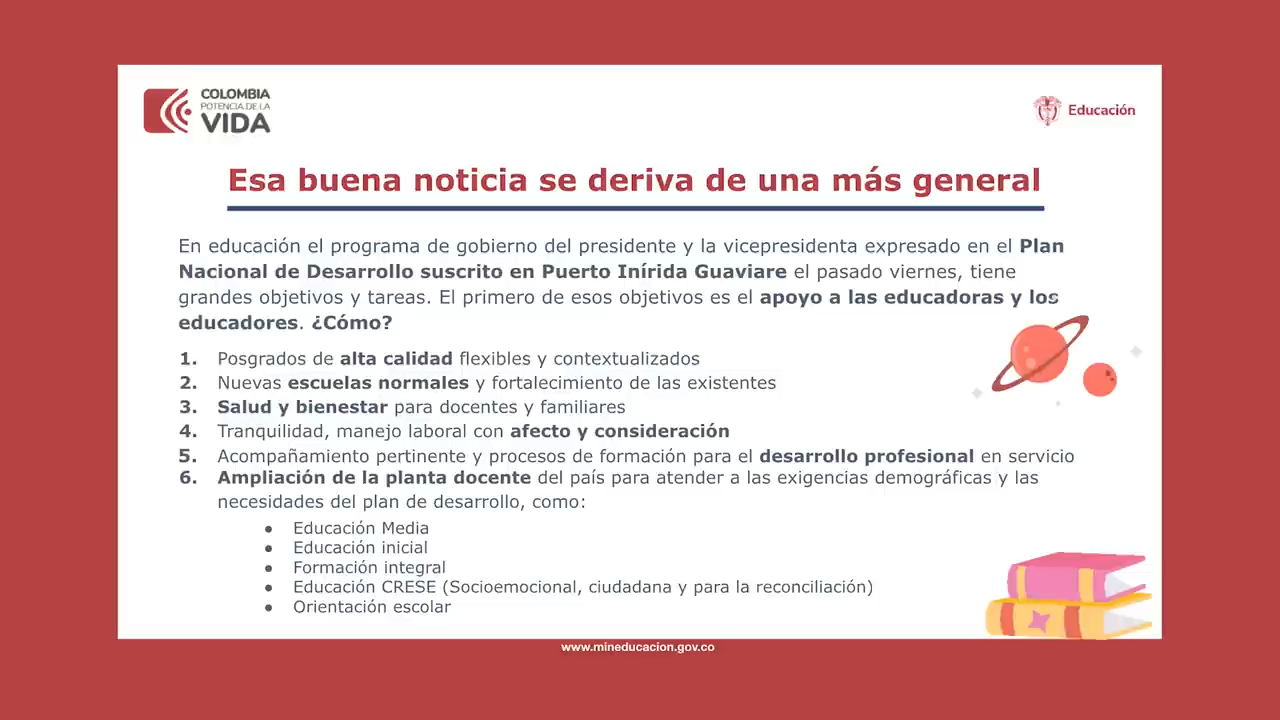 COLOMBIA
POTENCIA DE LA
VIDA
Educación
Esa buena noticia se deriva de una más general
En educación el programa de gobierno del presidente y la vicepresidenta expresado en el Plan
Nacional de Desarrollo suscrito en Puerto Inírida Guaviare el pasado viernes, tiene
grandes objetivos y tareas. El primero de esos objetivos es el apoyo a las educadoras y los
educadores. ¿Cómo?
1. Posgrados de alta calidad flexibles y contextualizados
2. Nuevas escuelas normales y fortalecimiento de las existentes
3. Salud y bienestar para docentes y familiares
4. Tranquilidad, manejo laboral con afecto y consideración
5. Acompañamiento pertinente y procesos de formación para el desarrollo profesional en servicio
6. Ampliación de la planta docente del país para atender a las exigencias demográficas y las
necesidades del plan de desarrollo, como:
● Educación Media
● Educación inicial
● Formación integral
● Educación CRESE (Socioemocional, ciudadana y para la reconciliación)
● Orientación escolar
www.mineducacion.gov.co